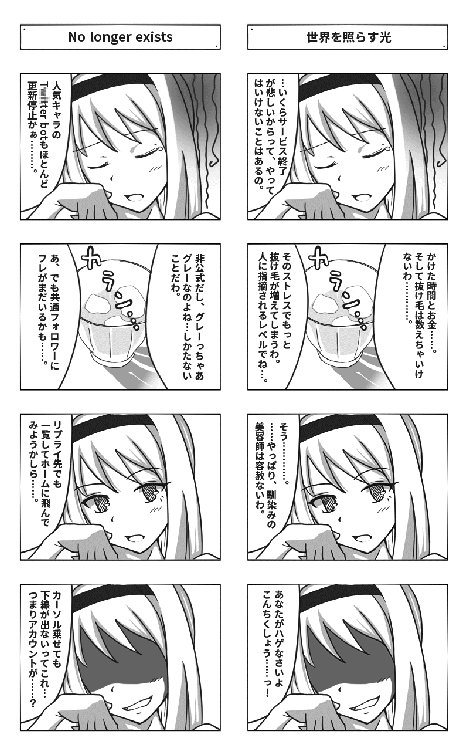 世界を照らす光
…いくらサービス終了
が悲しいからって、やって
はいけないことはあるの。
かけた時間とお金……。
そして抜け毛は数えちゃいけ
ないわ…………。
カラン…。
そのストレスでもっと
抜け毛が増えてしまうわ。
人に指摘されるレベルでね…。
そう…………。
……やっぱり、馴染みの
美容師は容赦ないわ。
あなたがハゲなさいよ
こんちくしょう……っ！
No longer exists
人気キャラの
Twitter botもほとんど
更新停止かぁ………。
非公式だし、グレーっちゃあ
グレーなのよね…しかたない
ことだわ。
カラン…。
あ、でも共通フォロワーに
フレがまだいるかも……。
リプライ先でも
一覧してホームに飛んで
みようかしら……。
カーソル乗せても
下線が出ないってこれ…
つまりアカウントが……？